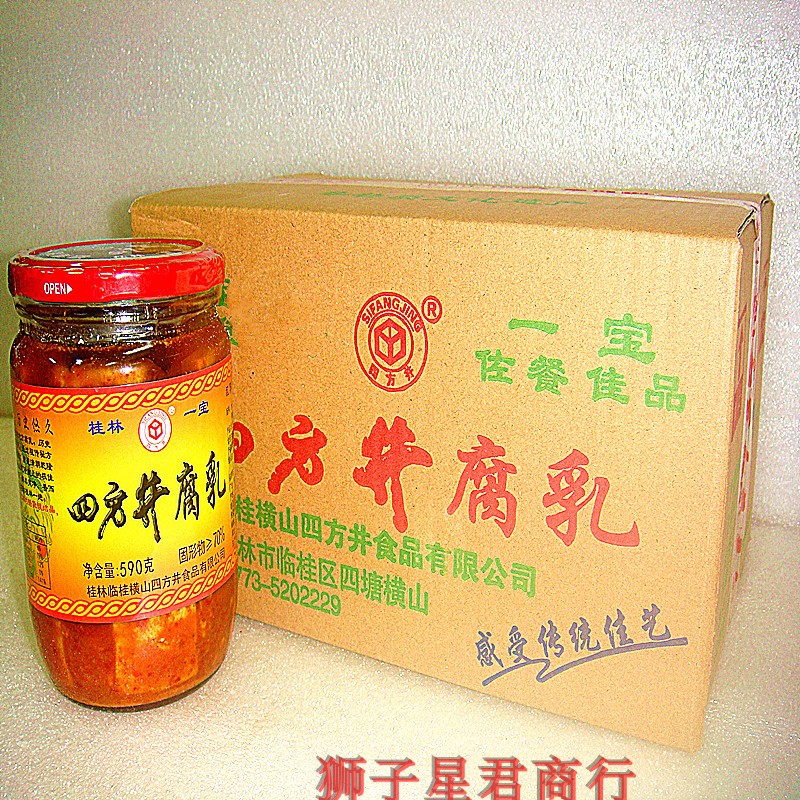 OPEN
桂林 一宝
四方井腐乳
净含量:590克 固形物≥70%
桂林临桂横山四方井食品有限公司
SIFANGJING ®
四方井
一宝
佐餐佳品
四方井腐乳
桂横山四方井食品有限公司
林市临桂区四塘横山
773-5202229
感受传统佳艺
狮子星君商行